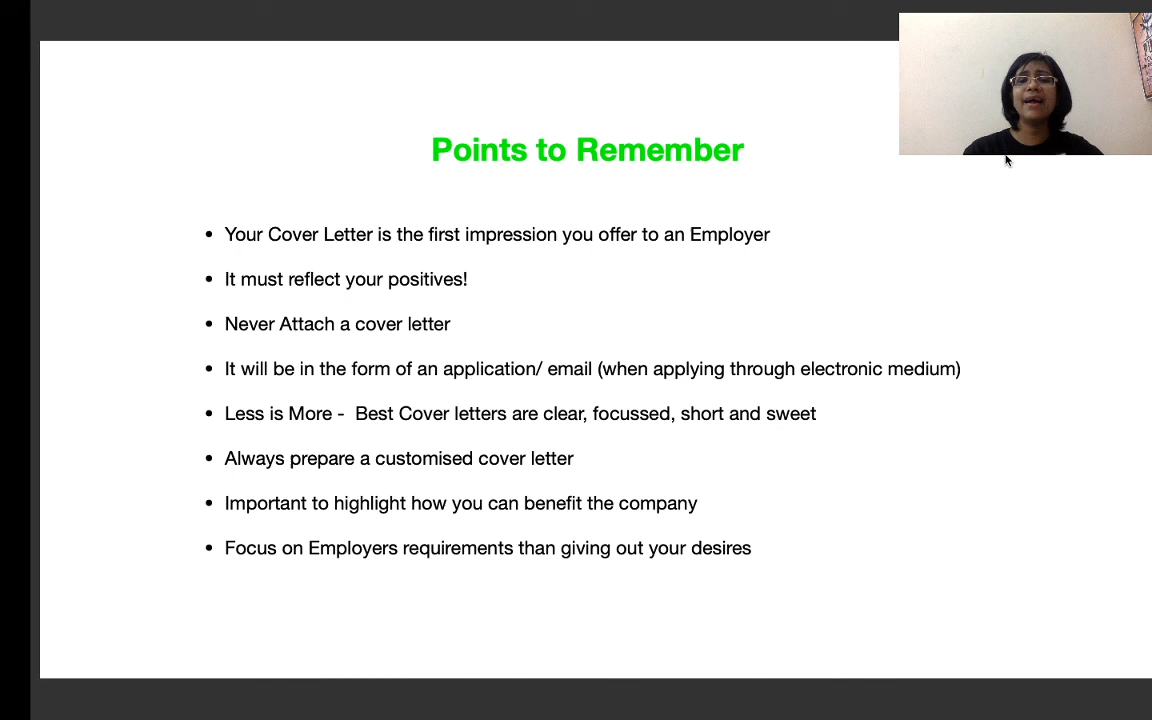 Points to Remember
• Your Cover Letter is the first impression you offer to an Employer
• It must reflect your positives!
• Never Attach a cover letter
• It will be in the form of an application/ email (when applying through electronic medium)
• Less is More -  Best Cover letters are clear, focussed, short and sweet
• Always prepare a customised cover letter
• Important to highlight how you can benefit the company
• Focus on Employers requirements than giving out your desires